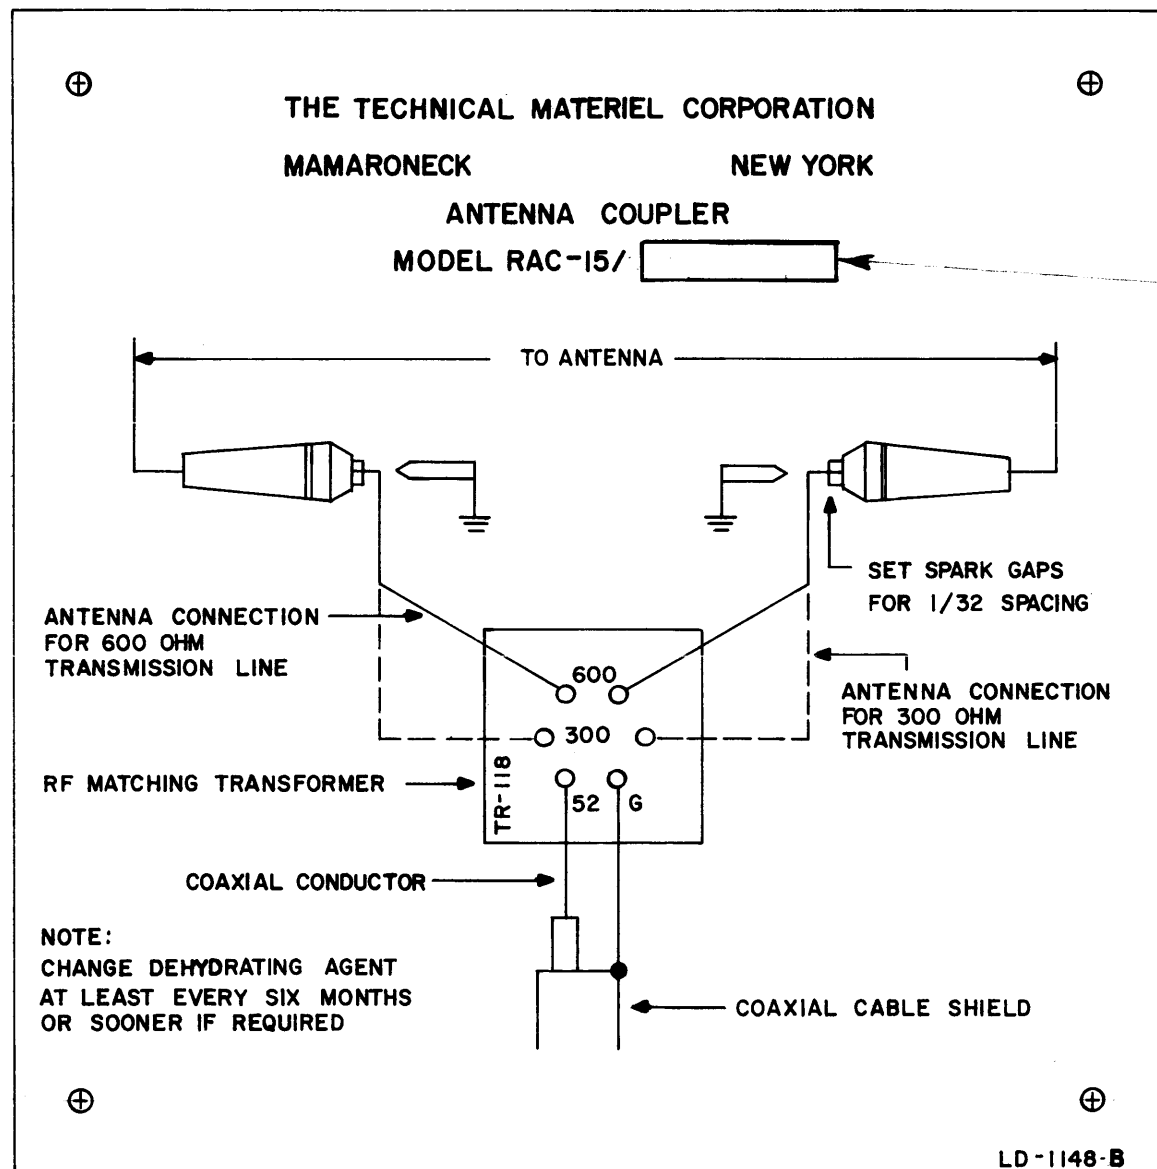 THE TECHNICAL MATERIEL CORPORATION
MAMARONECK NEW YORK
ANTENNA COUPLER
MODEL RAC-15/
TO ANTENNA
SET SPARK GAPS
FOR 1/32 SPACING
ANTENNA CONNECTION
FOR 600 OHM
TRANSMISSION LINE
600
ANTENNA CONNECTION
FOR 300 OHM
TRANSMISSION LINE
300
RF MATCHING TRANSFORMER
TR-118
52 G
COAXIAL CONDUCTOR
NOTE:
CHANGE DEHYDRATING AGENT
AT LEAST EVERY SIX MONTHS
OR SOONER IF REQUIRED
COAXIAL CABLE SHIELD
LD-1148-B